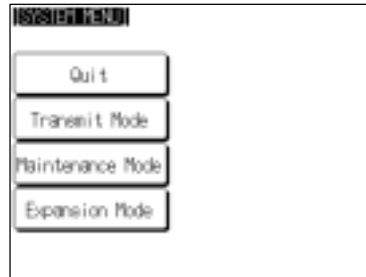 [SYSTEM MENU]
Quit
Transmit Mode
Maintenance Mode
Expansion Mode